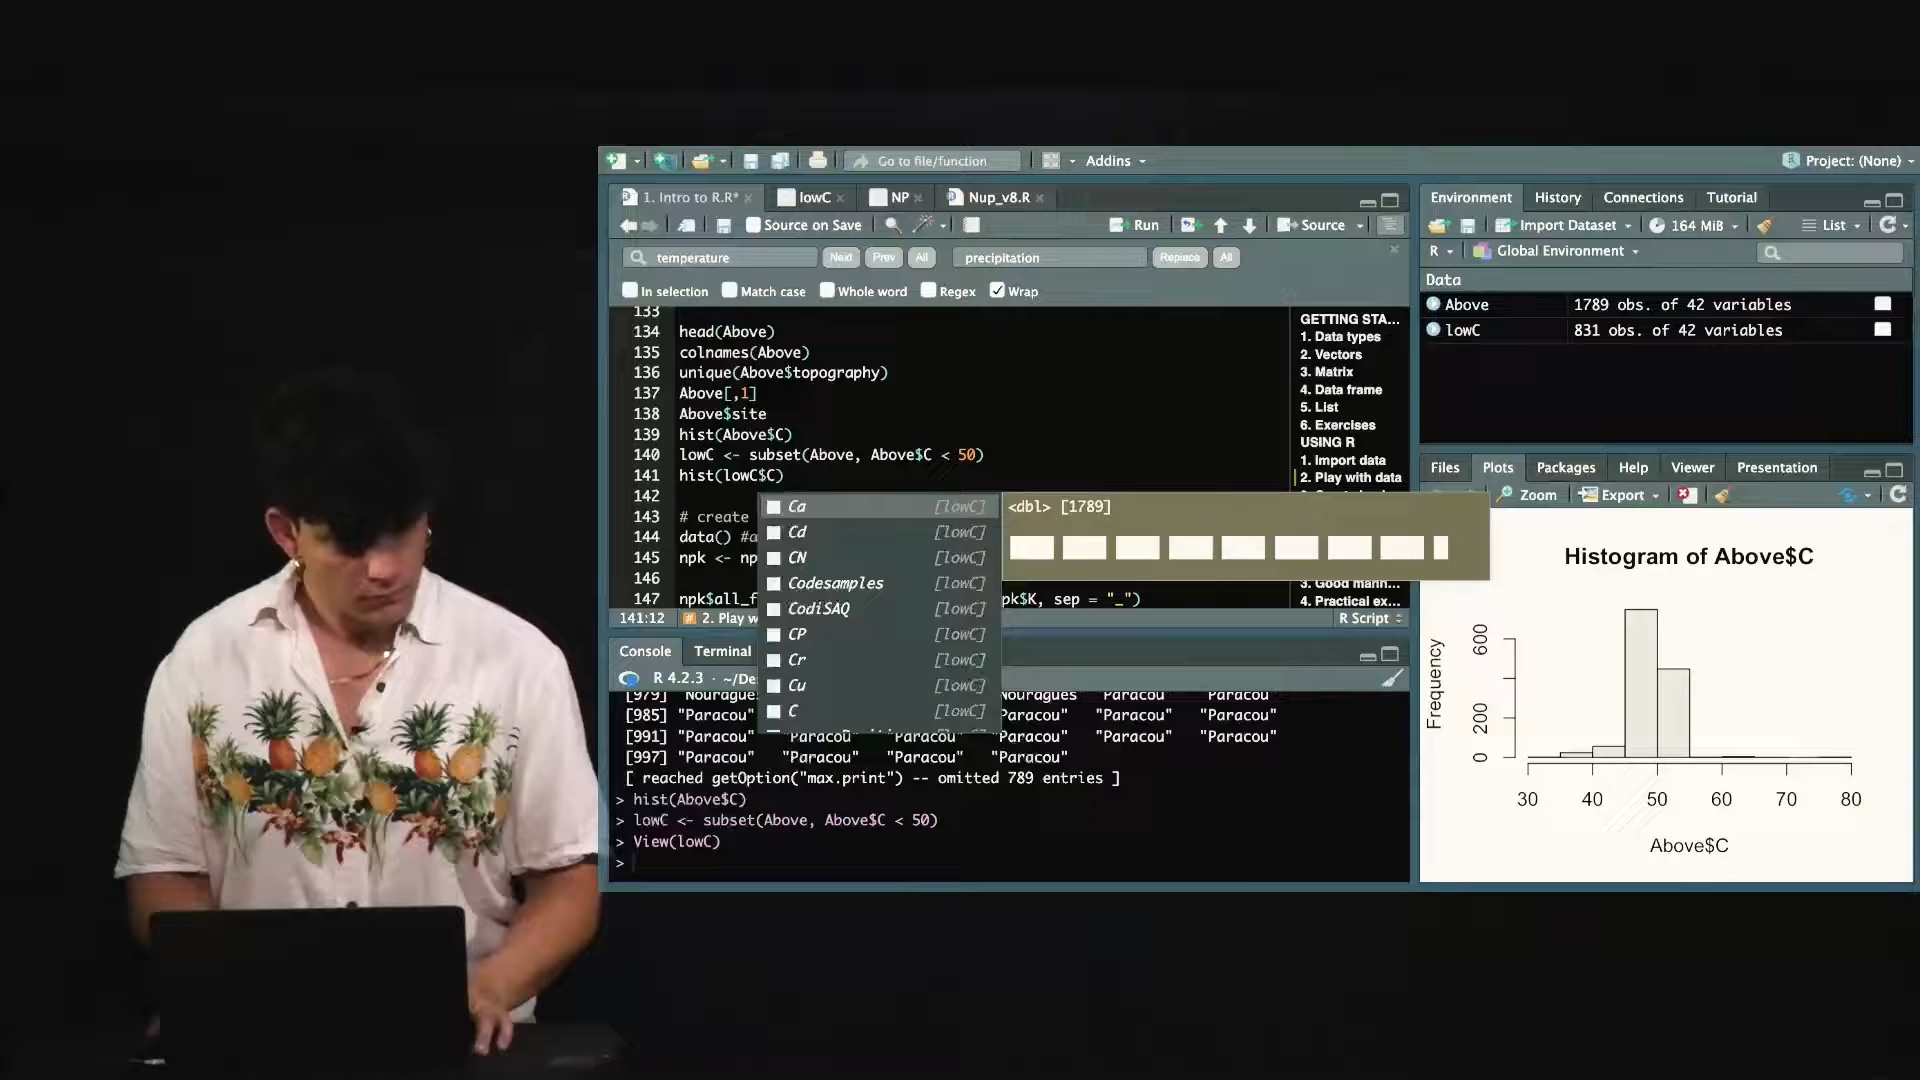 Go to file/function
Addins
Project: (None)
1. Intro to R.R*
lowC
NP
Nup_v8.R
Source on Save
Run
Source
temperature
Next
Prev
All
precipitation
Replace
All
In selection
Match case
Whole word
Regex
Wrap
133
134 head(Above)
135 colnames(Above)
136 unique(Above$topography)
137 Above[,1]
138 Above$site
139 hist(Above$C)
140 lowC <- subset(Above, Above$C < 50)
141 hist(lowC$C)
142
143 # create
144 data() #a
145 npk <- np
146
147 npk$all_f pk$K, sep = "_")
GETTING STA...
1. Data types
2. Vectors
3. Matrix
4. Data frame
5. List
6. Exercises
USING R
1. Import data
2. Play with data
3. Good mann...
4. Practical ex...
Ca [lowC]
Cd [lowC]
CN [lowC]
Codesamples [lowC]
CodiSAQ [lowC]
CP [lowC]
Cr [lowC]
Cu [lowC]
C [lowC]
<dbl> [1789]
141:12
# 2. Play w
R Script
Console
Terminal
R 4.2.3 · ~/De
[979] "Nourague Nouragues "Paracou" "Paracou"
[985] "Paracou" Paracou" "Paracou" "Paracou"
[991] "Paracou" "Paracou" "Paracou" "Paracou" "Paracou" "Paracou"
[997] "Paracou" "Paracou" "Paracou" "Paracou"
[ reached getOption("max.print") -- omitted 789 entries ]
> hist(Above$C)
> lowC <- subset(Above, Above$C < 50)
> View(lowC)
>
Environment
History
Connections
Tutorial
Import Dataset
164 MiB
List
R
Global Environment
Data
Above 1789 obs. of 42 variables
lowC 831 obs. of 42 variables
Files
Plots
Packages
Help
Viewer
Presentation
Zoom
Export
Histogram of Above$C
Frequency
600
200
0
30 40 50 60 70 80
Above$C